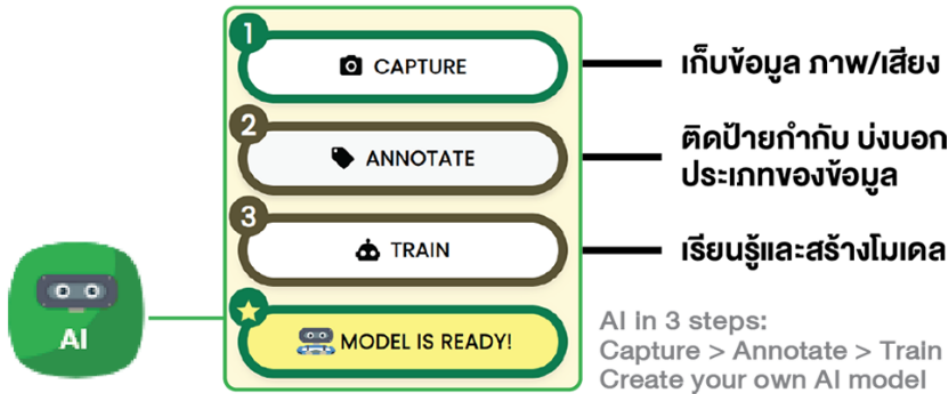 1
CAPTURE
เก็บข้อมูล ภาพ/เสียง
2
ANNOTATE
ติดป้ายกำกับ บ่งบอก
ประเภทของข้อมูล
3
TRAIN
เรียนรู้และสร้างโมเดล
AI
MODEL IS READY!
AI in 3 steps:
Capture > Annotate > Train
Create your own AI model